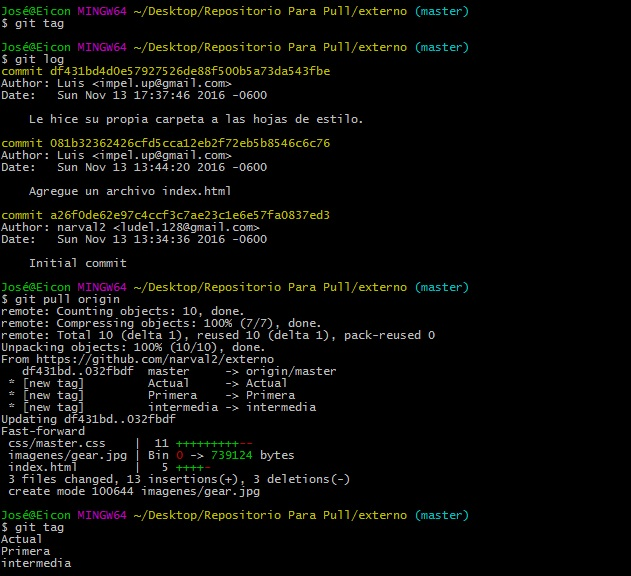 José@Eicon MINGW64 ~/Desktop/Repositorio Para Pull/externo (master)
$ git tag
José@Eicon MINGW64 ~/Desktop/Repositorio Para Pull/externo (master)
$ git log
commit df431bd4d0e57927526de88f500b5a73da543fbe
Author: Luis <impel.up@gmail.com>
Date:   Sun Nov 13 17:37:46 2016 -0600
    Le hice su propia carpeta a las hojas de estilo.
commit 081b32362426cfd5cca12eb2f72eb5b8546c6c76
Author: Luis <impel.up@gmail.com>
Date:   Sun Nov 13 13:44:20 2016 -0600
    Agregue un archivo index.html
commit a26f0de62e97c4ccf3c7ae23c1e6e57fa0837ed3
Author: narval2 <ludel.128@gmail.com>
Date:   Sun Nov 13 13:34:36 2016 -0600
    Initial commit
José@Eicon MINGW64 ~/Desktop/Repositorio Para Pull/externo (master)
$ git pull origin
remote: Counting objects: 10, done.
remote: Compressing objects: 100% (7/7), done.
remote: Total 10 (delta 1), reused 10 (delta 1), pack-reused 0
Unpacking objects: 100% (10/10), done.
From https://github.com/narval2/externo
   df431bd..032fbdf  master     -> origin/master
 * [new tag]         Actual     -> Actual
 * [new tag]         Primera    -> Primera
 * [new tag]         intermedia -> intermedia
Updating df431bd..032fbdf
Fast-forward
 css/master.css    |  11 +++++++++--
 imagenes/gear.jpg | Bin 0 -> 739124 bytes
 index.html        |   5 ++++-
 3 files changed, 13 insertions(+), 3 deletions(-)
 create mode 100644 imagenes/gear.jpg
José@Eicon MINGW64 ~/Desktop/Repositorio Para Pull/externo (master)
$ git tag
Actual
Primera
intermedia